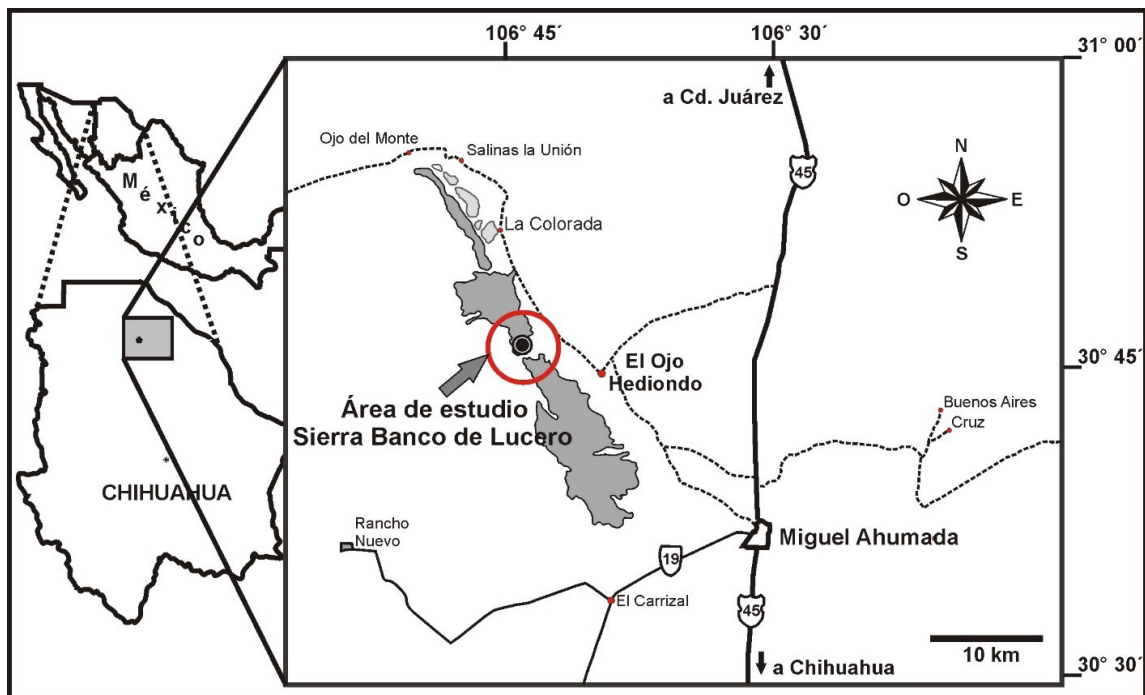 106° 45´
106° 30´
31° 00´
a Cd. Juárez
Ojo del Monte
Salinas la Unión
45
N
O
E
S
La Colorada
M
é
x
i
c
o
El Ojo
Hediondo
30° 45´
Área de estudio
Sierra Banco de Lucero
Buenos Aires
Cruz
CHIHUAHUA
Rancho
Nuevo
Miguel Ahumada
19
El Carrizal
45
10 km
a Chihuahua
30° 30´